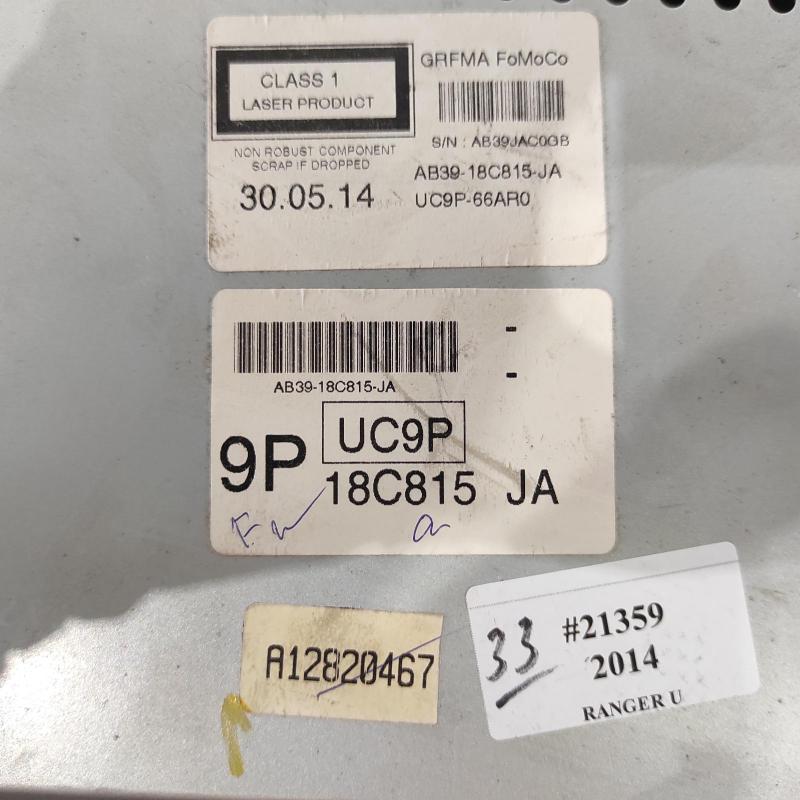 CLASS 1
LASER PRODUCT
NON ROBUST COMPONENT
SCRAP IF DROPPED
30.05.14
GRFMA FoMoCo
S/N : AB39JAC0GB
AB39-18C815-JA
UC9P-66AR0
AB39-18C815-JA
-
-
9P
UC9P
18C815 JA
A12820467
33
#21359
2014
RANGER U